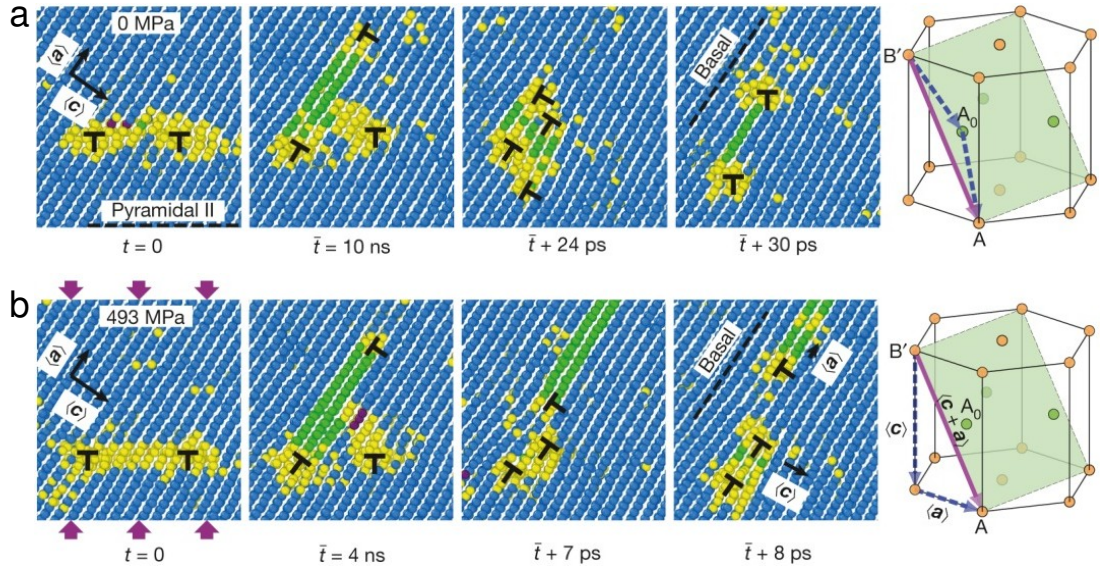 a
0 MPa
⟨a⟩
⟨c⟩
T T
Pyramidal II
T
T
T
T
T
T
T
Basal
T
T
B′
A₀
A
t = 0
t̄ = 10 ns
t̄ + 24 ps
t̄ + 30 ps
b
493 MPa
⟨a⟩
⟨c⟩
T T
T
T
T
T
T
T
Basal
⟨a⟩
T
T
T
⟨c⟩
B′
⟨c⟩
A₀
⟨c + a⟩
⟨a⟩
A
t = 0
t̄ = 4 ns
t̄ + 7 ps
t̄ + 8 ps